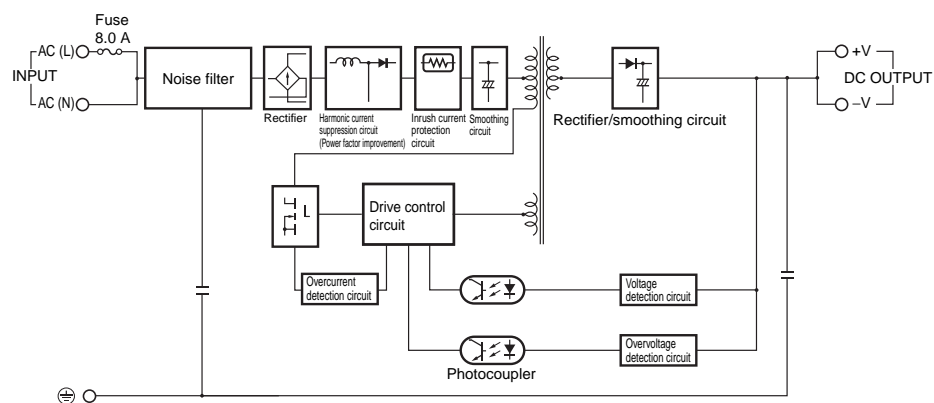 Fuse
8.0 A
AC (L)
INPUT
AC (N)
Noise filter
Rectifier
Harmonic current
suppression circuit
(Power factor improvement)
Inrush current
protection
circuit
Smoothing
circuit
Rectifier/smoothing circuit
+V
DC OUTPUT
–V
Drive control
circuit
Overcurrent
detection circuit
Voltage
detection circuit
Overvoltage
detection circuit
Photocoupler